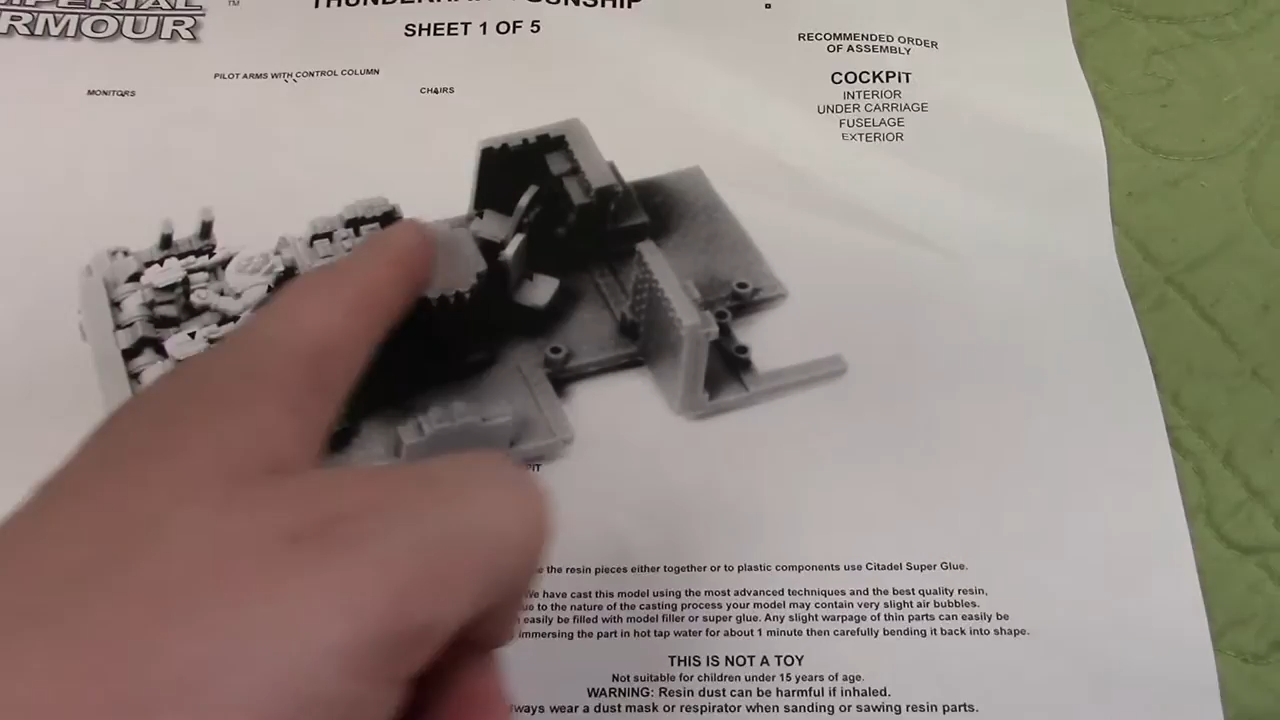 ARMOUR
™
GUNSHIP
SHEET 1 OF 5
RECOMMENDED ORDER
OF ASSEMBLY
COCKPIT
INTERIOR
UNDER CARRIAGE
FUSELAGE
EXTERIOR
PILOT ARMS WITH CONTROL COLUMN
MONITORS
CHAIRS
the resin pieces either together or to plastic components use Citadel Super Glue.
We have cast this model using the most advanced techniques and the best quality resin,
to the nature of the casting process your model may contain very slight air bubbles.
easily be filled with model filler or super glue. Any slight warpage of thin parts can easily be
immersing the part in hot tap water for about 1 minute then carefully bending it back into shape.
THIS IS NOT A TOY
Not suitable for children under 15 years of age.
WARNING: Resin dust can be harmful if inhaled.
ways wear a dust mask or respirator when sanding or sawing resin parts.